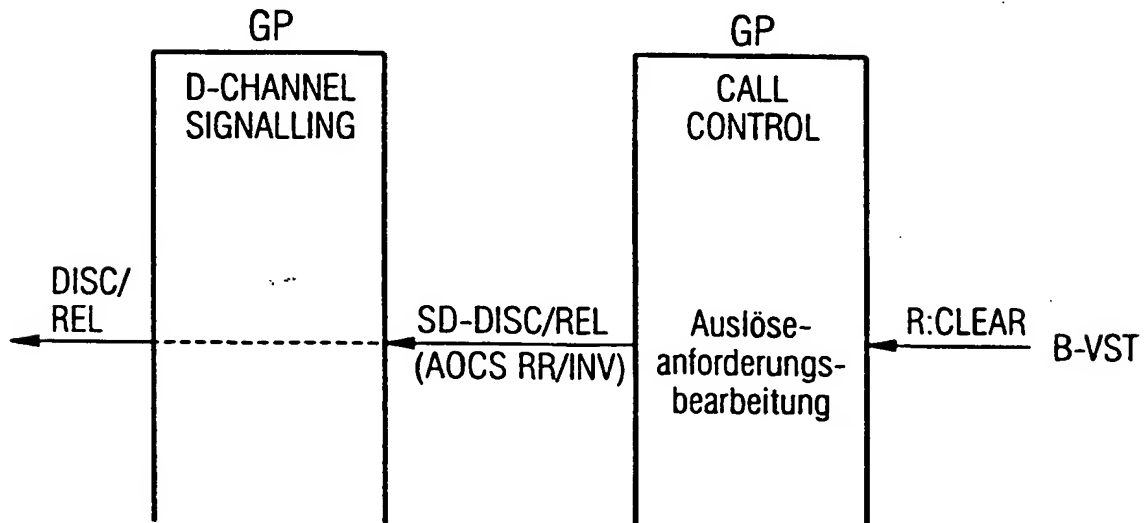 GP
D-CHANNEL
SIGNALLING
GP
CALL
CONTROL
DISC/
REL
SD-DISC/REL
(AOCS RR/INV)
Auslöse-
anforderungs-
bearbeitung
R:CLEAR
B-VST